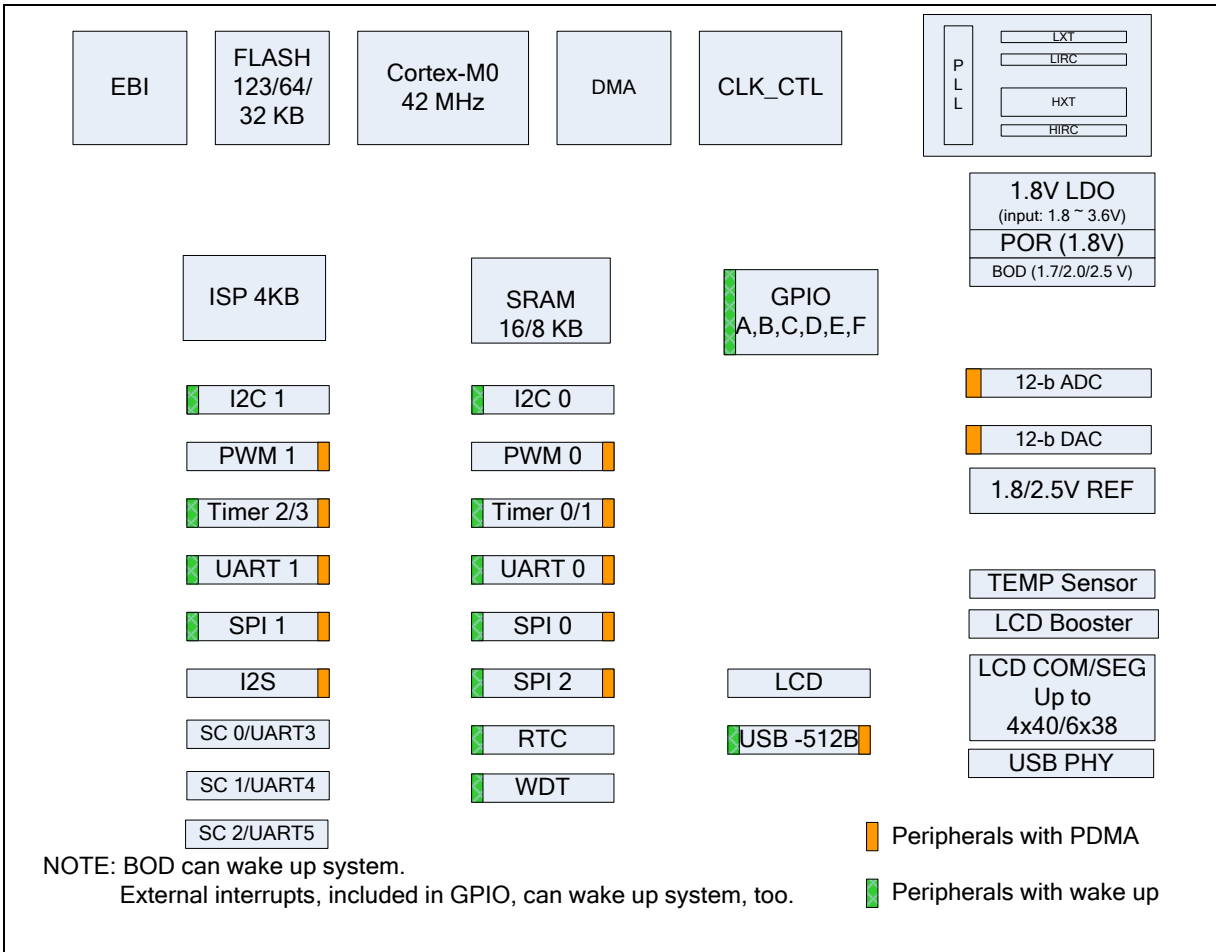 EBI
FLASH
123/64/
32 KB
Cortex-M0
42 MHz
DMA
CLK_CTL
PLL
LXT
LIRC
HXT
HIRC
1.8V LDO
(input: 1.8 ~ 3.6V)
POR (1.8V)
BOD (1.7/2.0/2.5 V)
ISP 4KB
SRAM
16/8 KB
GPIO
A,B,C,D,E,F
I2C 1
I2C 0
12-b ADC
PWM 1
PWM 0
12-b DAC
1.8/2.5V REF
Timer 2/3
Timer 0/1
UART 1
UART 0
TEMP Sensor
SPI 1
SPI 0
LCD Booster
I2S
SPI 2
LCD
LCD COM/SEG
Up to
4x40/6x38
SC 0/UART3
RTC
USB -512B
USB PHY
SC 1/UART4
WDT
SC 2/UART5
Peripherals with PDMA
NOTE: BOD can wake up system.
External interrupts, included in GPIO, can wake up system, too.
Peripherals with wake up